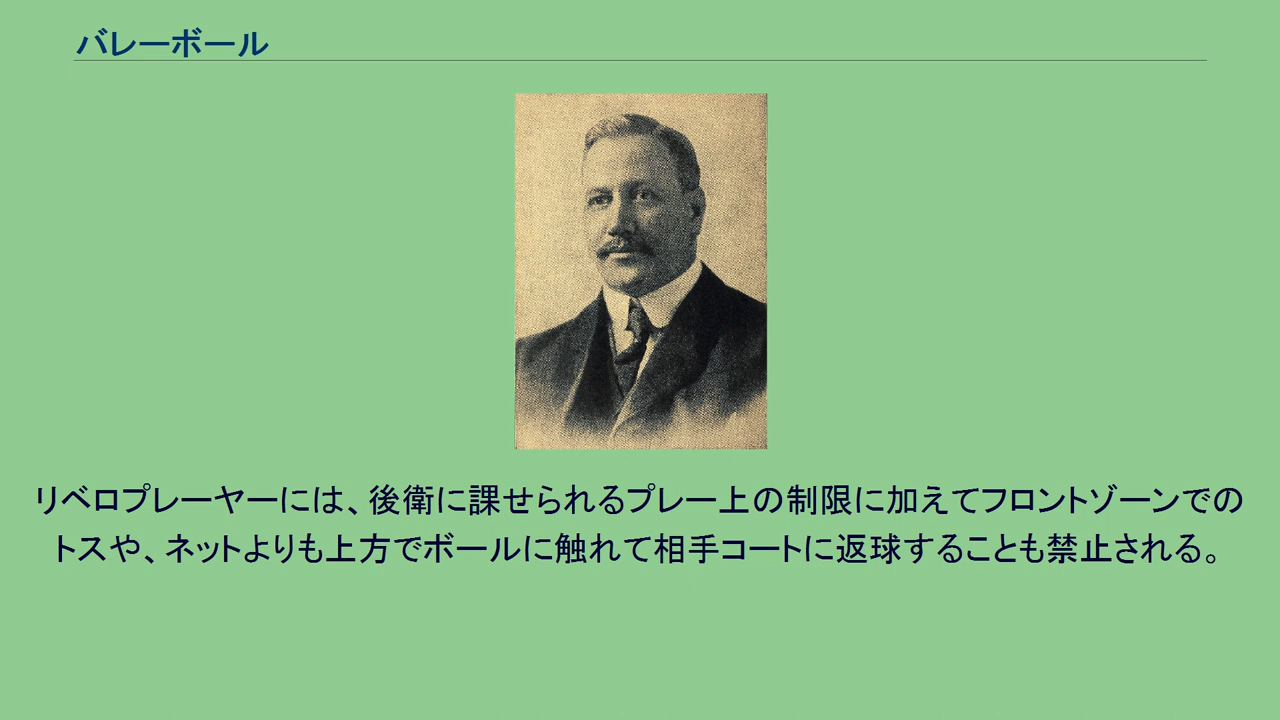 バレーボール
リベロプレーヤーには、後衛に課せられるプレー上の制限に加えてフロントゾーンでの
トスや、ネットよりも上方でボールに触れて相手コートに返球することも禁止される。